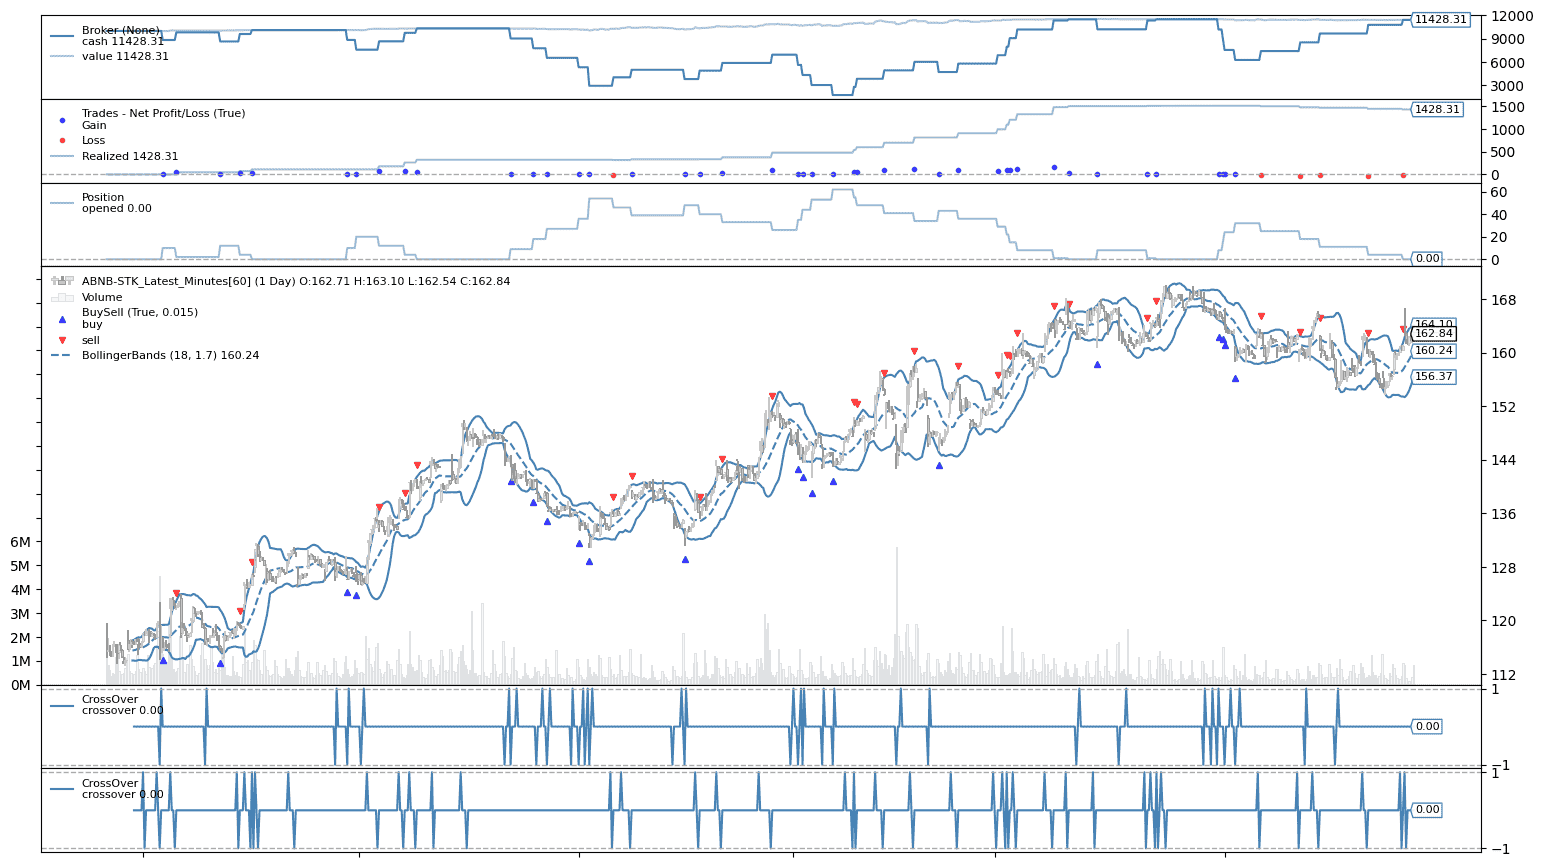 Broker (None)
cash 11428.31
value 11428.31
11428.31
12000
9000
6000
3000
Trades - Net Profit/Loss (True)
Gain
Loss
Realized 1428.31
1428.31
1500
1000
500
0
Position
opened 0.00
0.00
60
40
20
0
ABNB-STK_Latest_Minutes[60] (1 Day) O:162.71 H:163.10 L:162.54 C:162.84
Volume
BuySell (True, 0.015)
buy
sell
BollingerBands (18, 1.7) 160.24
164.10
162.84
160.24
156.37
168
160
152
144
136
128
120
112
6M
5M
4M
3M
2M
1M
0M
CrossOver
crossover 0.00
0.00
1
−1
CrossOver
crossover 0.00
0.00
1
−1